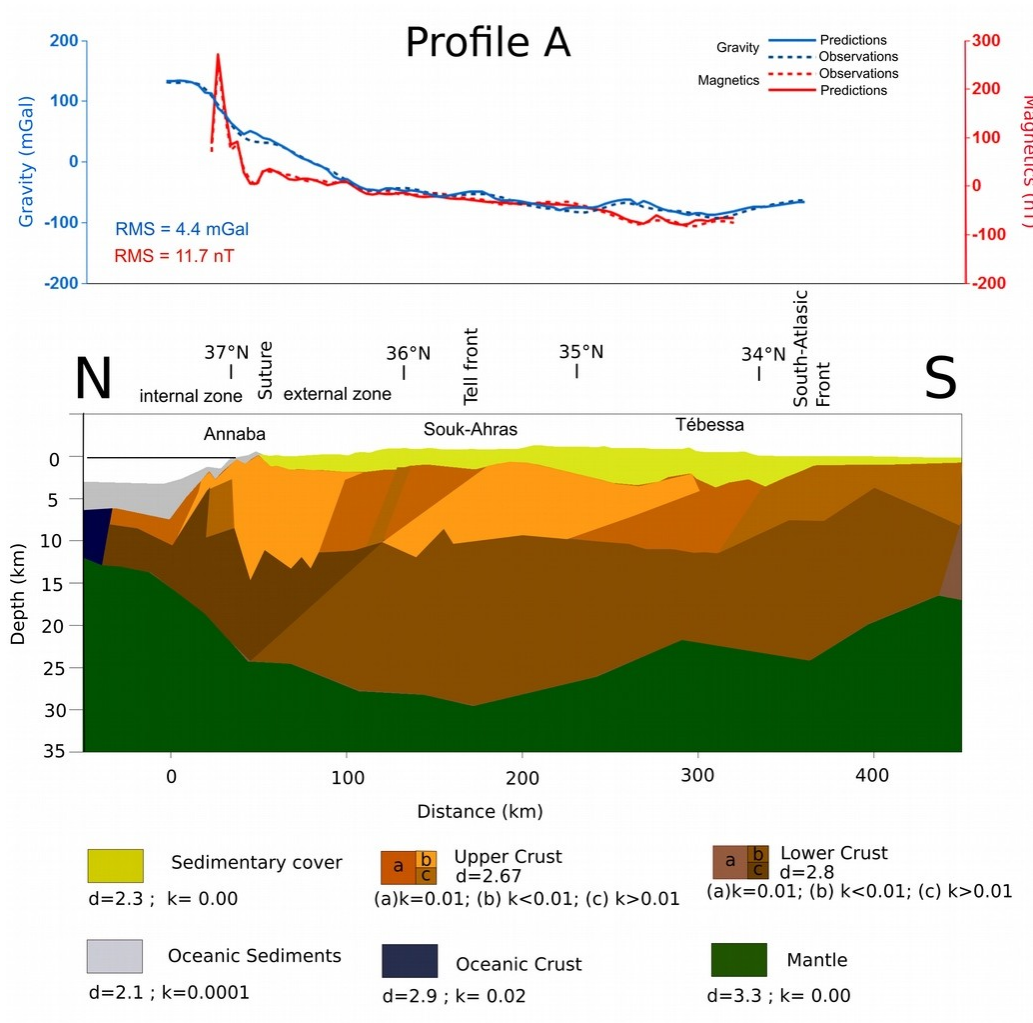 Profile A
200
100
0
-100
-200
Gravity (mGal)
300
200
100
0
-100
-200
Magnetics (nT)
Gravity
Predictions
Observations
Magnetics
Observations
Predictions
RMS = 4.4 mGal
RMS = 11.7 nT
N
S
37°N
Suture
36°N
Tell front
35°N
34°N
South-Atlasic
Front
internal zone
external zone
Annaba
Souk-Ahras
Tébessa
0
5
10
15
20
25
30
35
Depth (km)
0
100
200
300
400
Distance (km)
Sedimentary cover
d=2.3 ; k= 0.00
a
b
c
Upper Crust
d=2.67
(a)k=0.01; (b) k<0.01; (c) k>0.01
a
b
c
Lower Crust
d=2.8
(a)k=0.01; (b) k<0.01; (c) k>0.01
Oceanic Sediments
d=2.1 ; k=0.0001
Oceanic Crust
d=2.9 ; k= 0.02
Mantle
d=3.3 ; k= 0.00